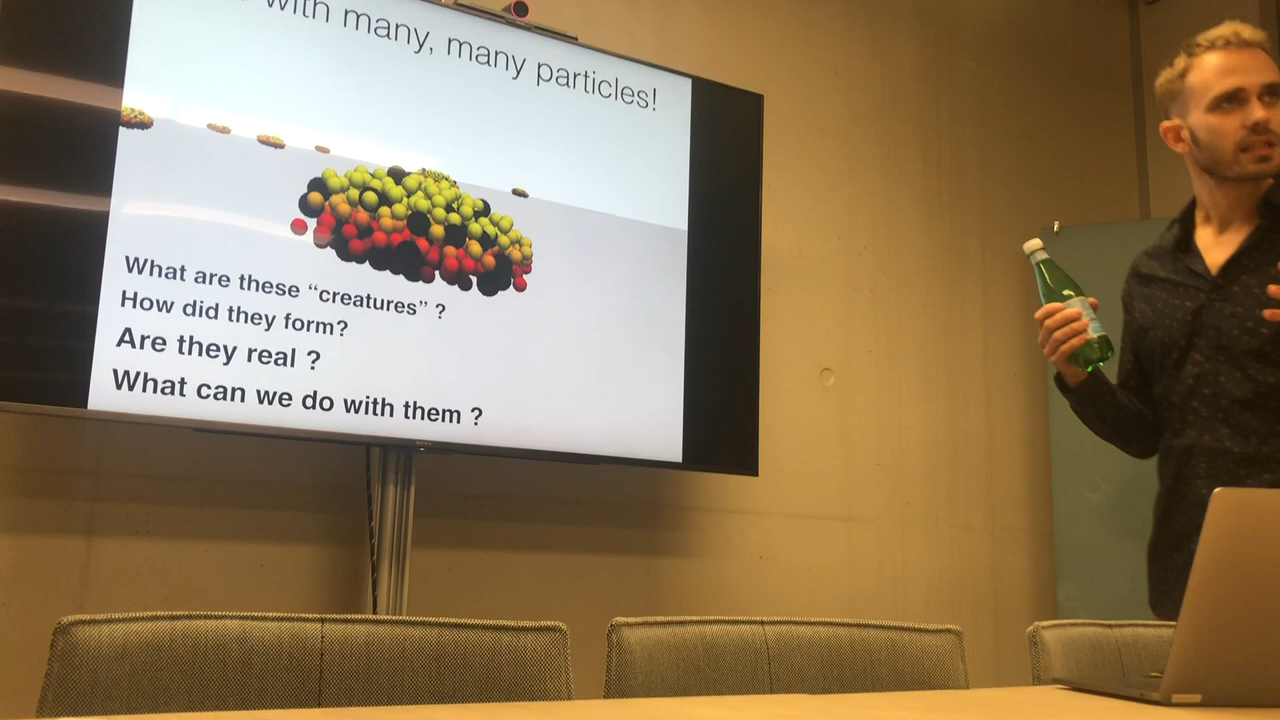 with many, many particles!
What are these “creatures” ?
How did they form?
Are they real ?
What can we do with them ?
SONY